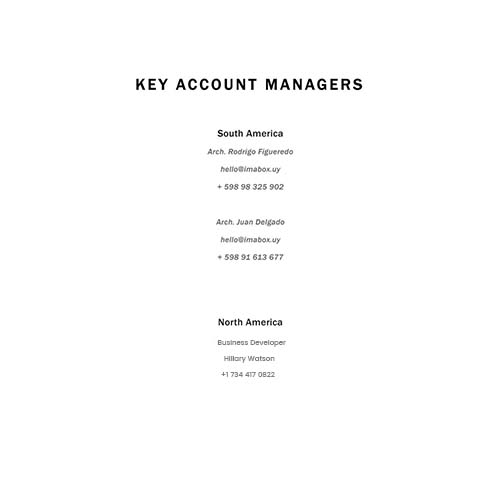 KEY ACCOUNT MANAGERS
South America
Arch. Rodrigo Figueredo
hello@imabox.uy
+ 598 98 325 902
Arch. Juan Delgado
hello@imabox.uy
+ 598 91 613 677
North America
Business Developer
Hillary Watson
+1 734 417 0822